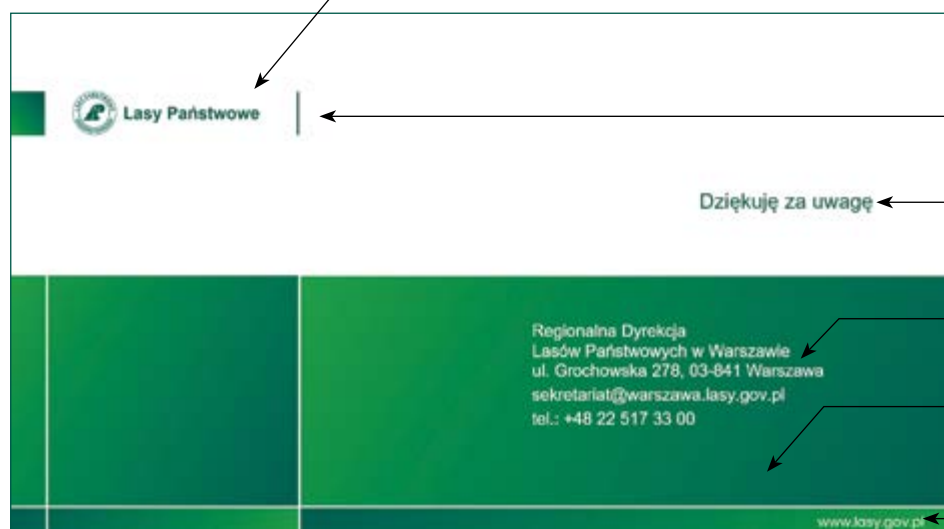 Lasy Państwowe
Dziękuję za uwagę
Regionalna Dyrekcja
Lasów Państwowych w Warszawie
ul. Grochowska 278, 03-841 Warszawa
sekretariat@warszawa.lasy.gov.pl
tel.: +48 22 517 33 00
www.lasy.gov.pl